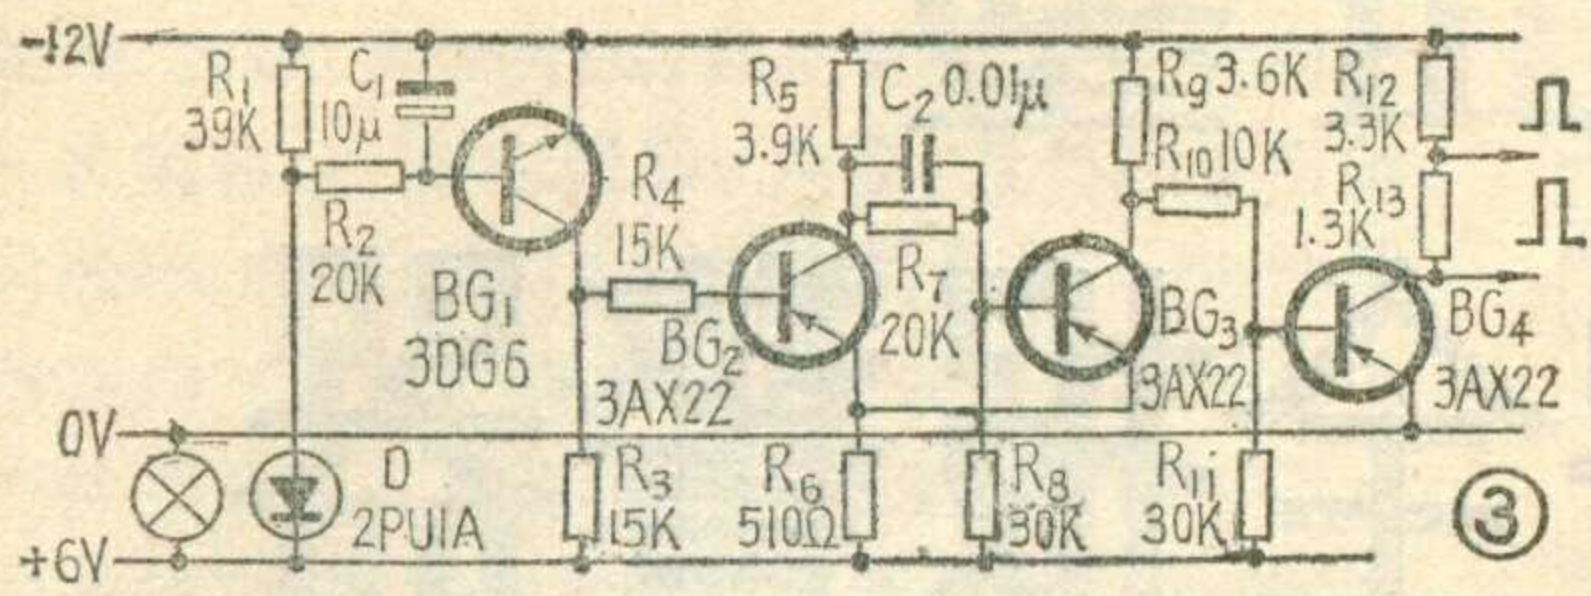 -12V
R1
39K
C1
10μ
R2
20K
BG1
3DG6
R4
15K
R5
3.9K
C2 0.01μ
R7
20K
BG2
3AX22
R9 3.6K
R10 10K
BG3
3AX22
R12
3.3K
R13
1.3K
BG4
3AX22
0V
D
2PU1A
R3
15K
R6
510Ω
R8
30K
R11
30K
+6V
3